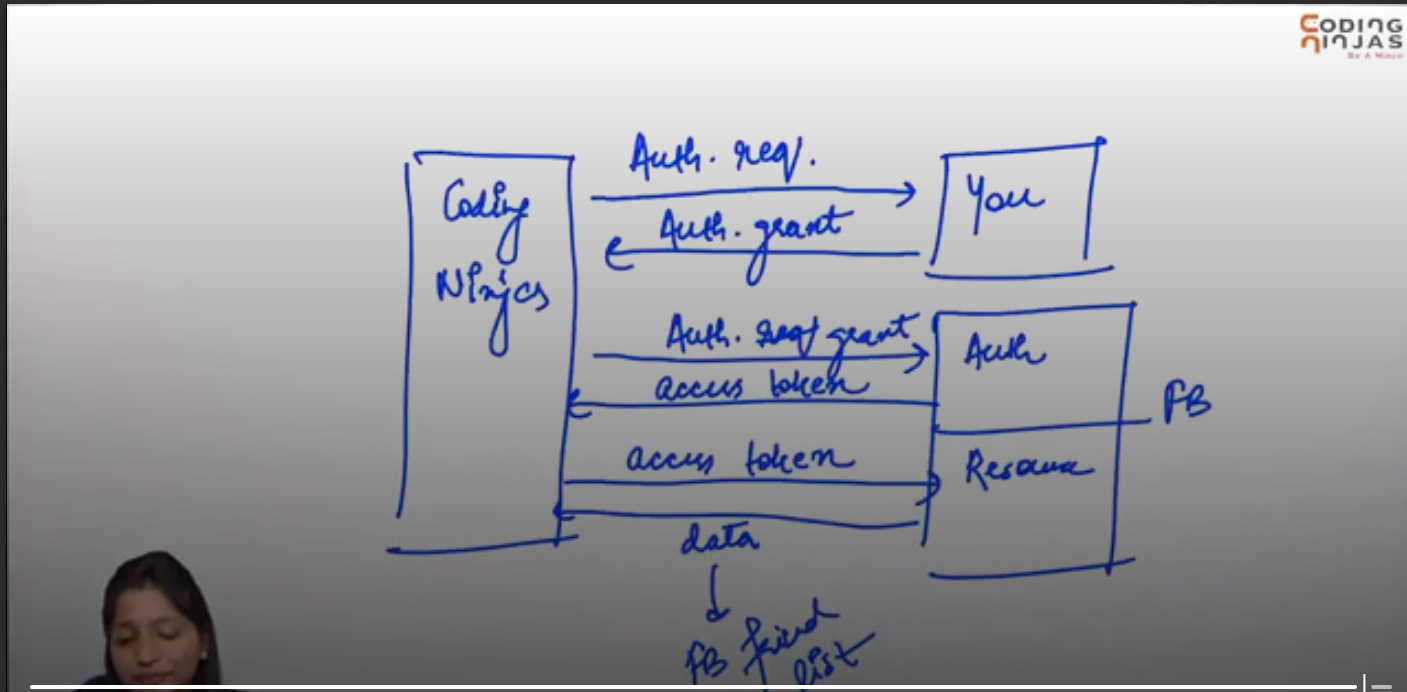 CODING
NINJAS
Be A Ninja!
Auth. req.
You
Coding
Ninjas
Auth. grant
Auth. req grant
Auth
access token
FB
access token
Resource
data
FB friend
list